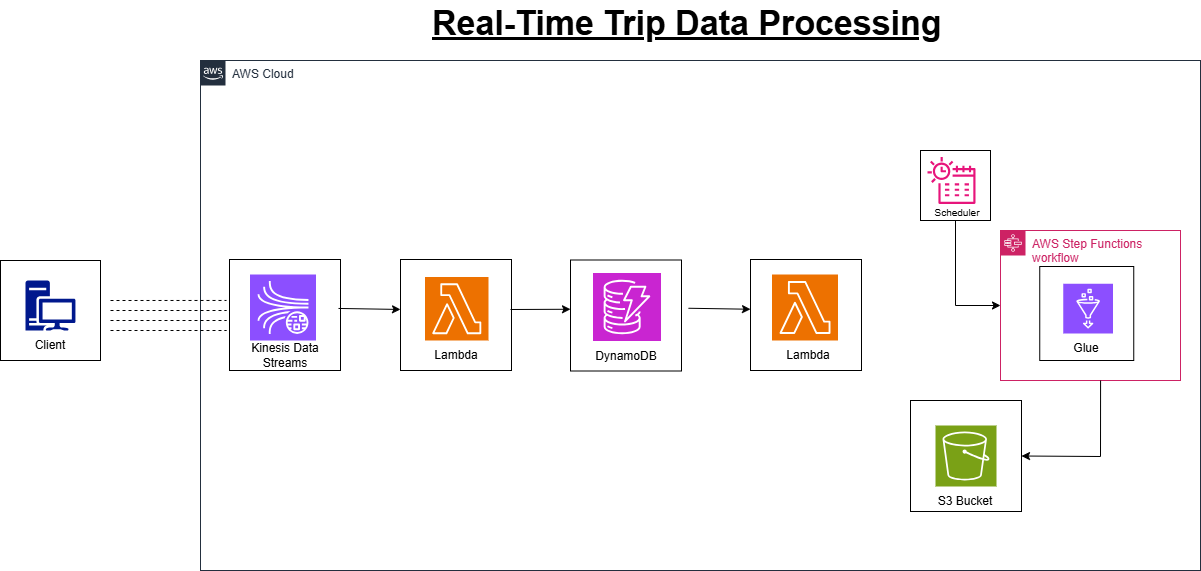 Real-Time Trip Data Processing
aws
AWS Cloud
Scheduler
AWS Step Functions
workflow
Client
Kinesis Data
Streams
Lambda
DynamoDB
Lambda
Glue
S3 Bucket